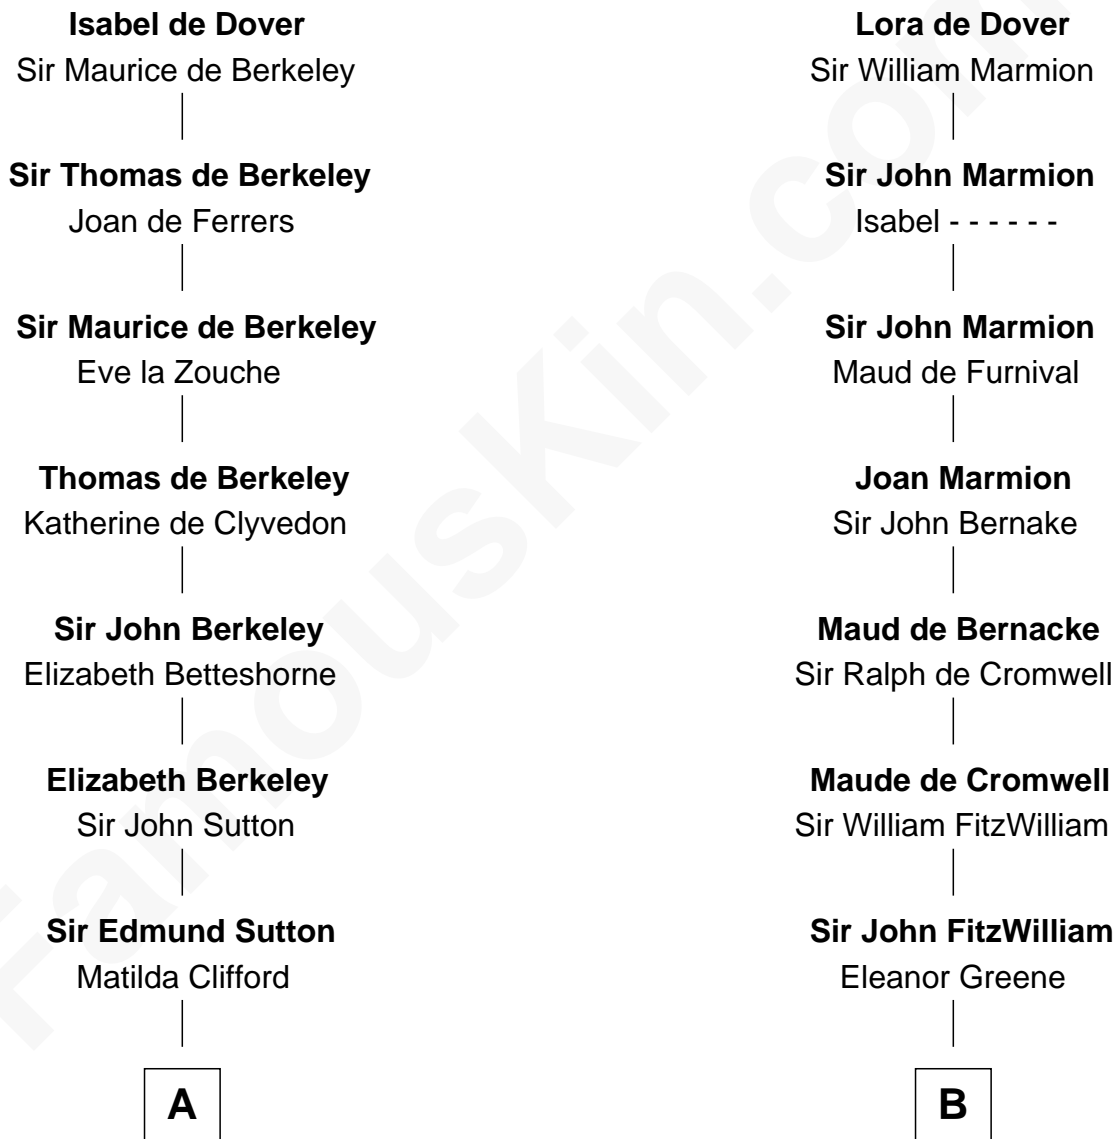 Isabel de Dover
Sir Maurice de Berkeley
Sir Thomas de Berkeley
Joan de Ferrers
Sir Maurice de Berkeley
Eve la Zouche
Thomas de Berkeley
Katherine de Clyvedon
Sir John Berkeley
Elizabeth Betteshorne
Elizabeth Berkeley
Sir John Sutton
Sir Edmund Sutton
Matilda Clifford
A
Lora de Dover
Sir William Marmion
Sir John Marmion
Isabel - - - - - -
Sir John Marmion
Maud de Furnival
Joan Marmion
Sir John Bernake
Maud de Bernacke
Sir Ralph de Cromwell
Maude de Cromwell
Sir William FitzWilliam
Sir John FitzWilliam
Eleanor Greene
B
FamousKin.com